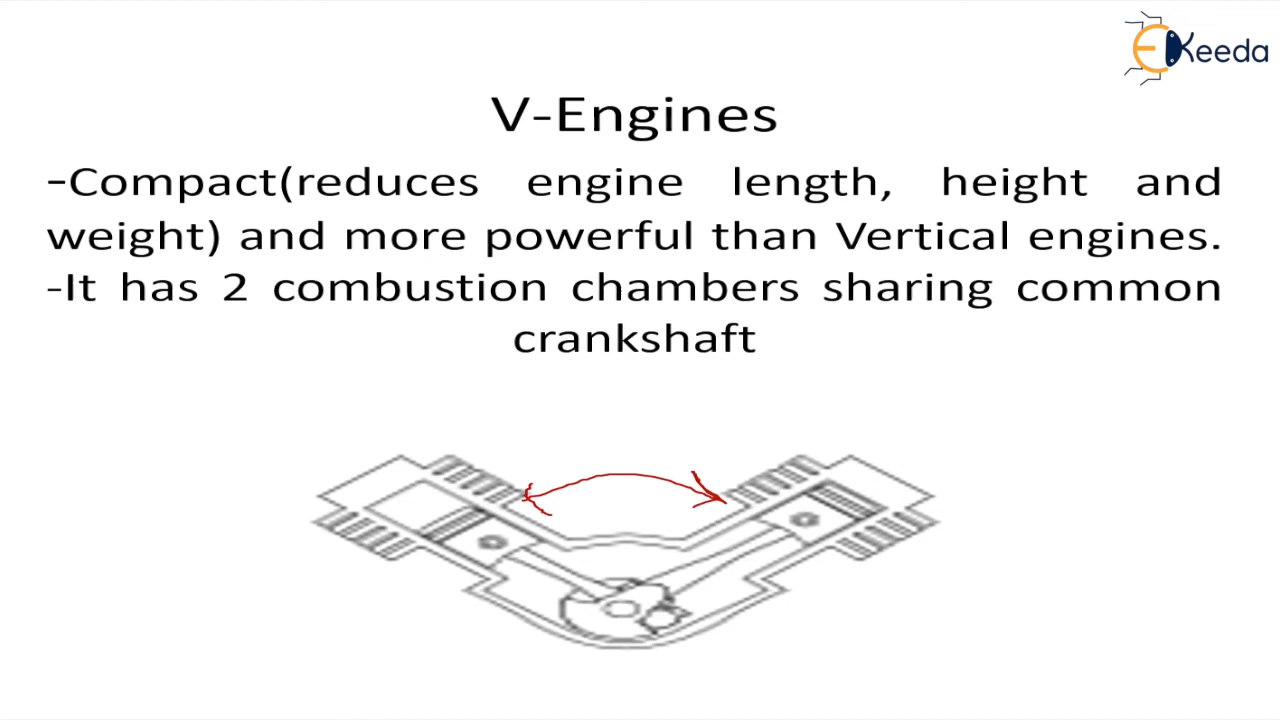 EKeeda
V-Engines
-Compact(reduces engine length, height and
weight) and more powerful than Vertical engines.
-It has 2 combustion chambers sharing common
crankshaft